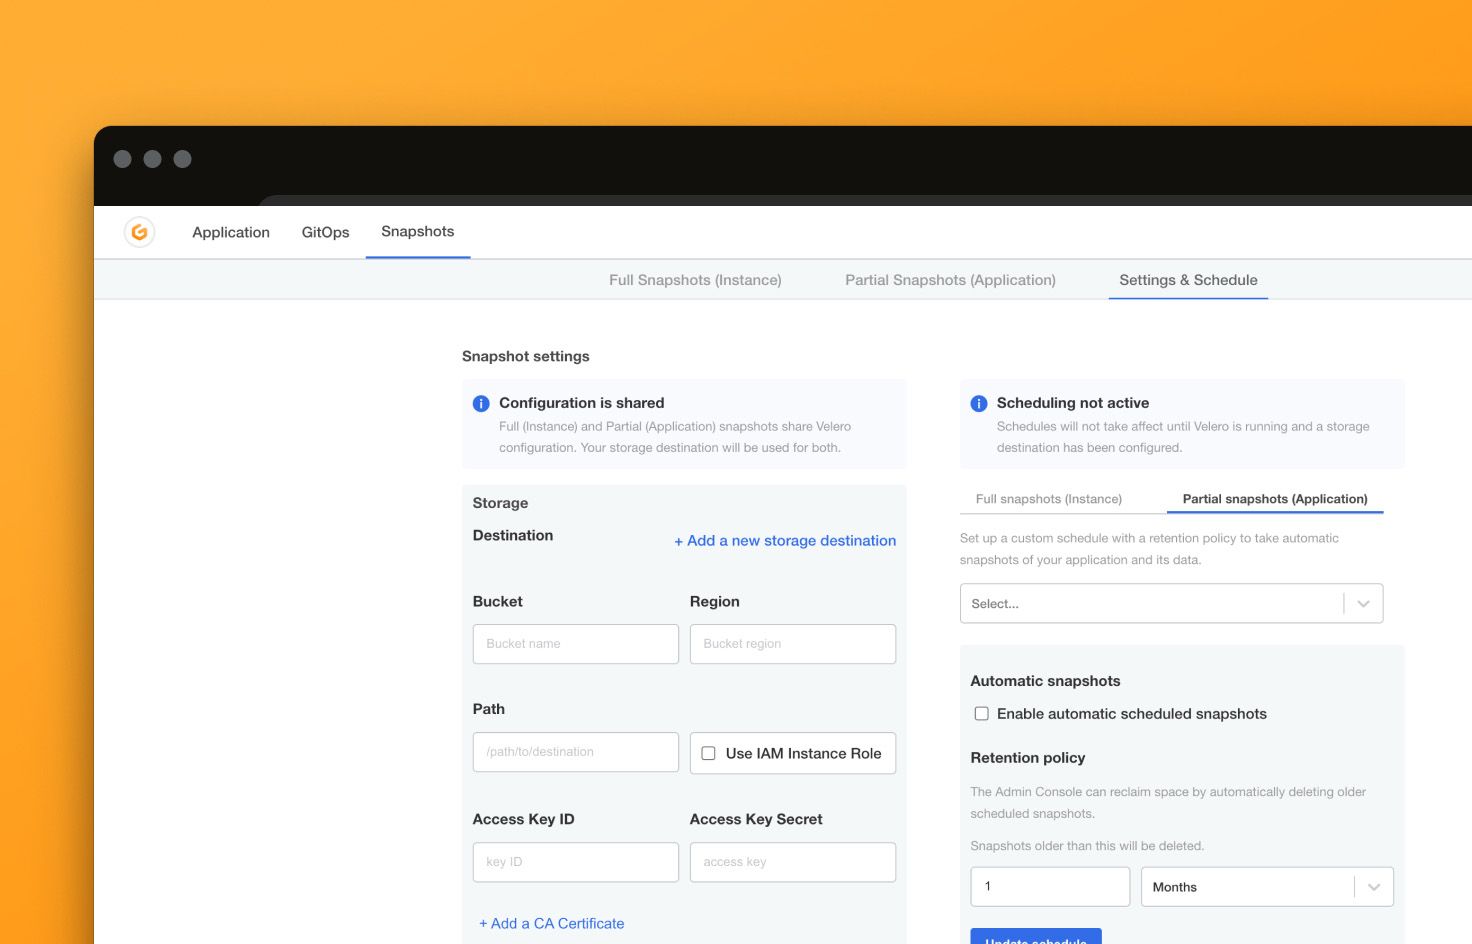 Application
GitOps
Snapshots
Full Snapshots (Instance)
Partial Snapshots (Application)
Settings & Schedule
Snapshot settings
Configuration is shared
Full (Instance) and Partial (Application) snapshots share Velero
configuration. Your storage destination will be used for both.
Storage
Destination
+ Add a new storage destination
Bucket
Region
Bucket name
Bucket region
Path
/path/to/destination
Use IAM Instance Role
Access Key ID
Access Key Secret
key ID
access key
+ Add a CA Certificate
Scheduling not active
Schedules will not take affect until Velero is running and a storage
destination has been configured.
Full snapshots (Instance)
Partial snapshots (Application)
Set up a custom schedule with a retention policy to take automatic
snapshots of your application and its data.
Select...
Automatic snapshots
Enable automatic scheduled snapshots
Retention policy
The Admin Console can reclaim space by automatically deleting older
scheduled snapshots.
Snapshots older than this will be deleted.
1
Months
Update schedule